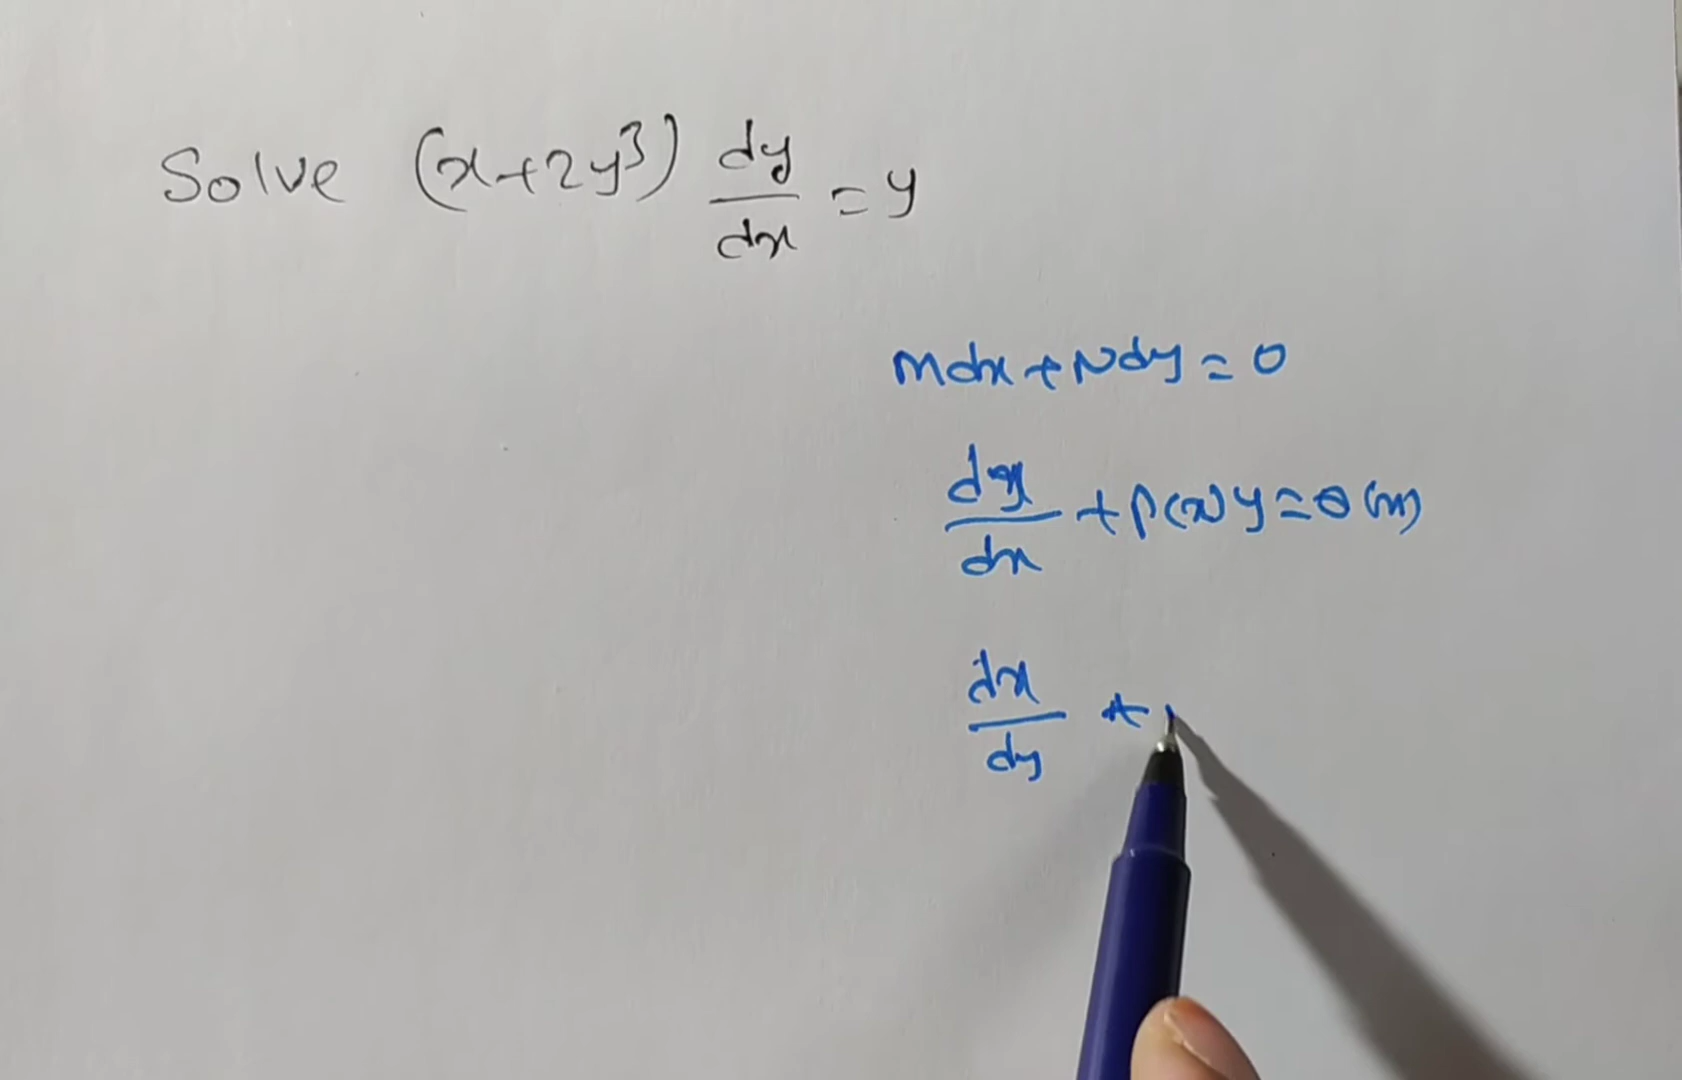 Solve (x+2y³) dy/dx = y
Mdx + Ndy = 0
dy/dx + P(x)y = Q(x)
dx/dy +